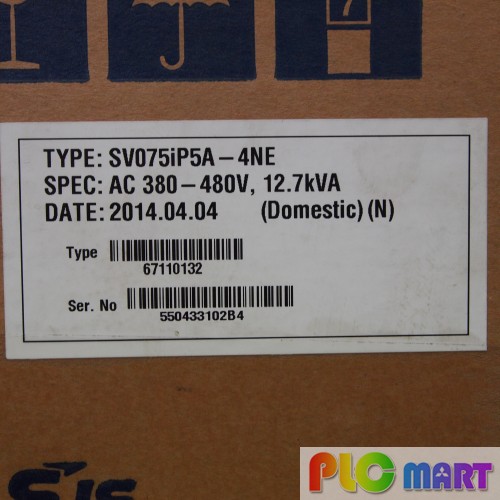 7
TYPE: SV075iP5A-4NE
SPEC: AC 380-480V, 12.7kVA
DATE: 2014.04.04 (Domestic) (N)
Type
67110132
Ser. No
550433102B4
PLC MART